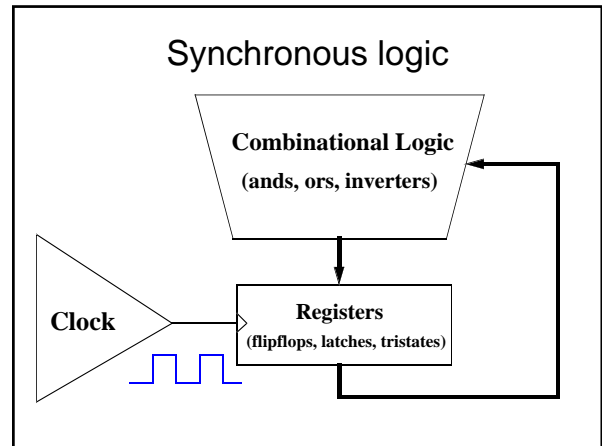 Synchronous logic
Combinational Logic
(ands, ors, inverters)
Clock
Registers
(flipflops, latches, tristates)